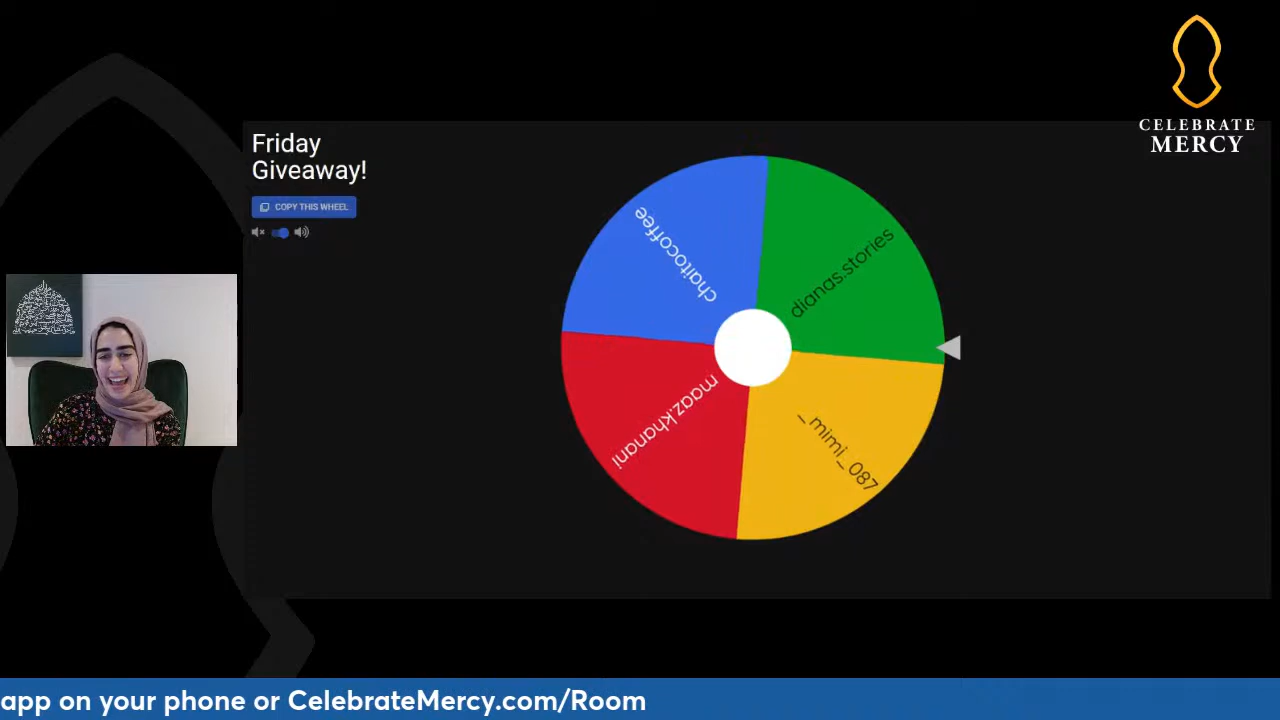 CELEBRATE
MERCY
Friday
Giveaway!
COPY THIS WHEEL
chaitocoffee
dianas.stories
maaz.khanani
_mimi_087
app on your phone or CelebrateMercy.com/Room